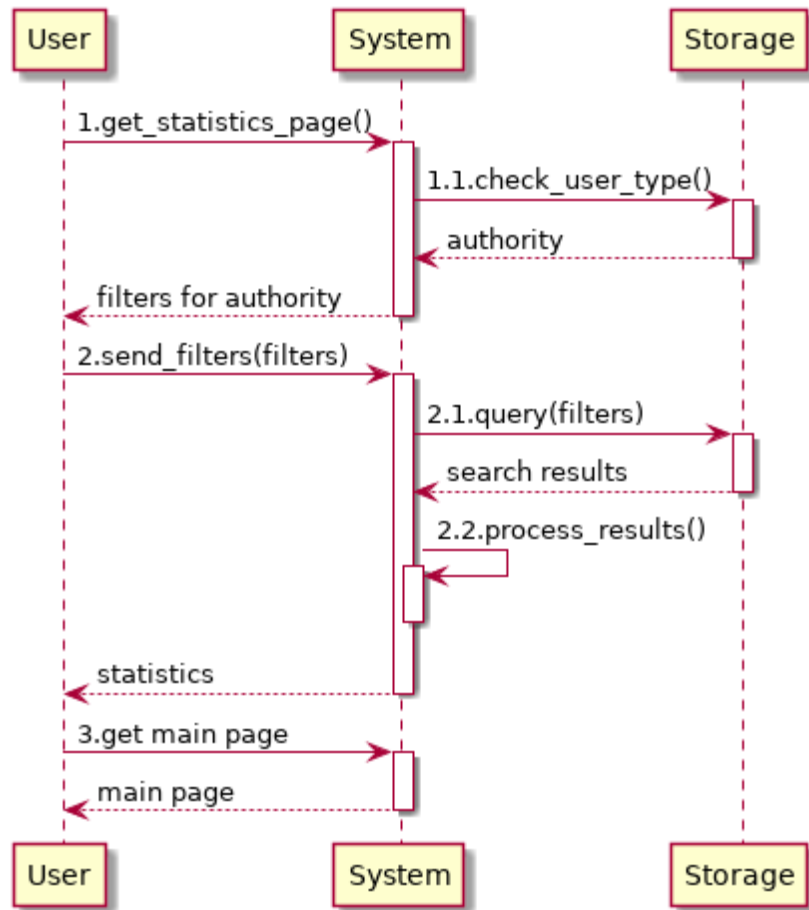 User
System
Storage
1.get_statistics_page()
1.1.check_user_type()
authority
filters for authority
2.send_filters(filters)
2.1.query(filters)
search results
2.2.process_results()
statistics
3.get main page
main page
User
System
Storage